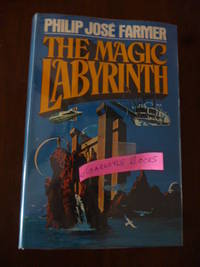 PHILIP JOSÉ FARMER
THE MAGIC
LABYRINTH